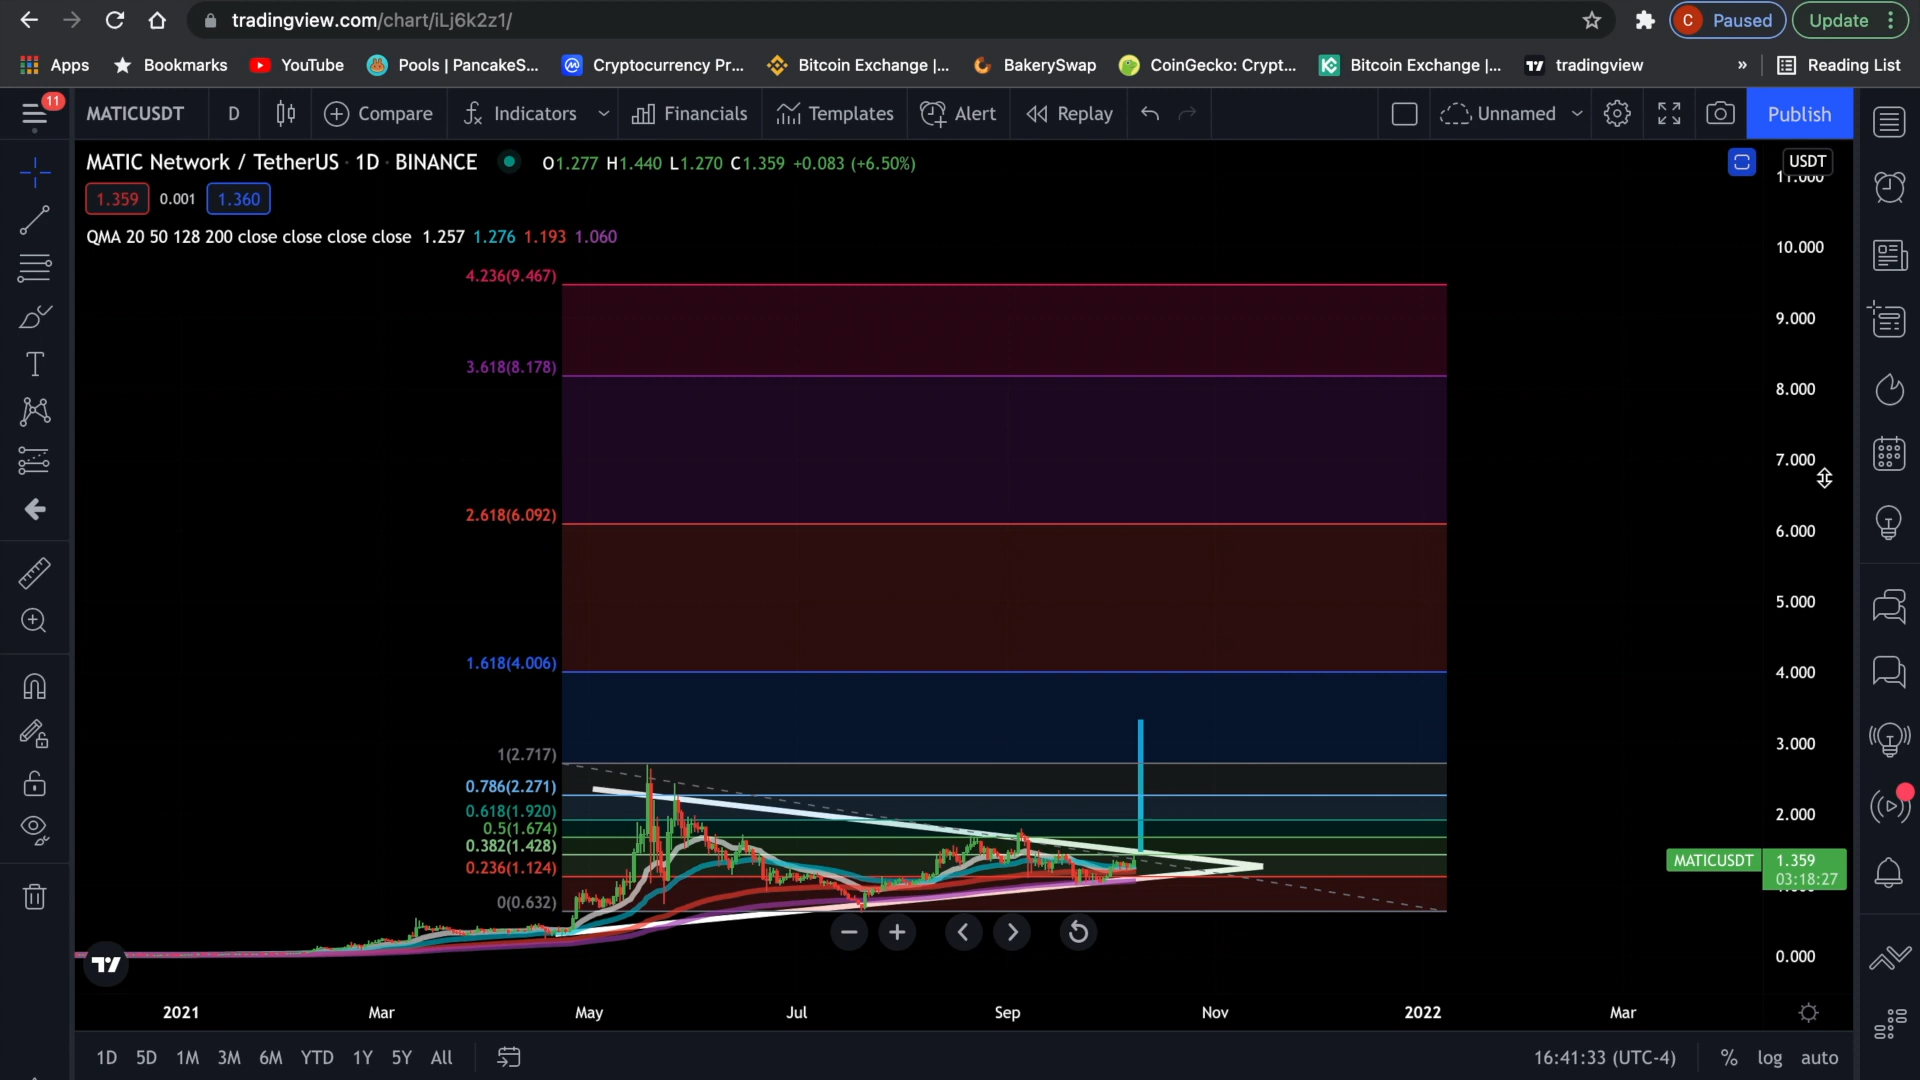 tradingview.com/chart/iLj6k2z1/
C Paused
Update
Apps
Bookmarks
YouTube
Pools | PancakeS...
Cryptocurrency Pr...
Bitcoin Exchange |...
BakerySwap
CoinGecko: Crypt...
Bitcoin Exchange |...
tradingview
»
Reading List
11
MATICUSDT
D
Compare
Indicators
Financials
Templates
Alert
Replay
Unnamed
Publish
MATIC Network / TetherUS · 1D · BINANCE
O1.277 H1.440 L1.270 C1.359 +0.083 (+6.50%)
USDT
1.359
0.001
1.360
QMA 20 50 128 200 close close close close 1.257 1.276 1.193 1.060
11.000
10.000
9.000
8.000
7.000
6.000
5.000
4.000
3.000
2.000
0.000
4.236(9.467)
3.618(8.178)
2.618(6.092)
1.618(4.006)
1(2.717)
0.786(2.271)
0.618(1.920)
0.5(1.674)
0.382(1.428)
0.236(1.124)
0(0.632)
MATICUSDT
1.359
03:18:27
2021
Mar
May
Jul
Sep
Nov
2022
Mar
1D
5D
1M
3M
6M
YTD
1Y
5Y
All
16:41:33 (UTC-4)
%
log
auto